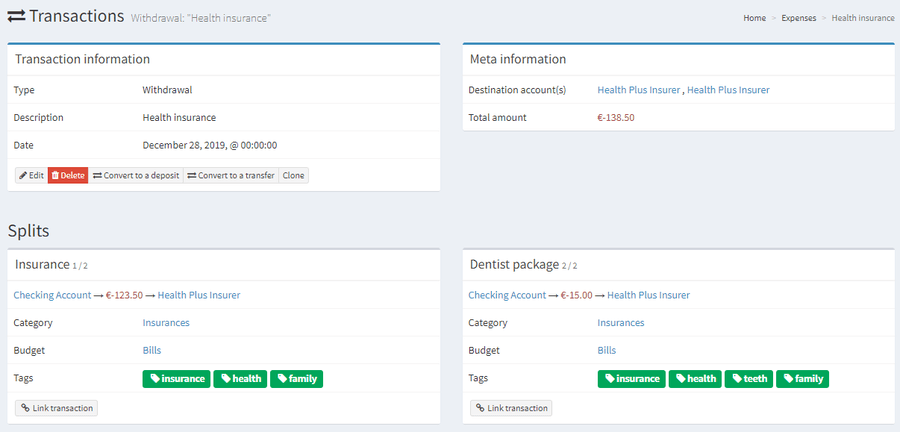 Transactions Withdrawal: "Health insurance"
Home > Expenses > Health insurance
Transaction information
Type Withdrawal
Description Health insurance
Date December 28, 2019, @ 00:00:00
Edit Delete Convert to a deposit Convert to a transfer Clone
Meta information
Destination account(s) Health Plus Insurer , Health Plus Insurer
Total amount €-138.50
Splits
Insurance 1 / 2
Checking Account → €-123.50 → Health Plus Insurer
Category Insurances
Budget Bills
Tags insurance health family
Link transaction
Dentist package 2 / 2
Checking Account → €-15.00 → Health Plus Insurer
Category Insurances
Budget Bills
Tags insurance health teeth family
Link transaction